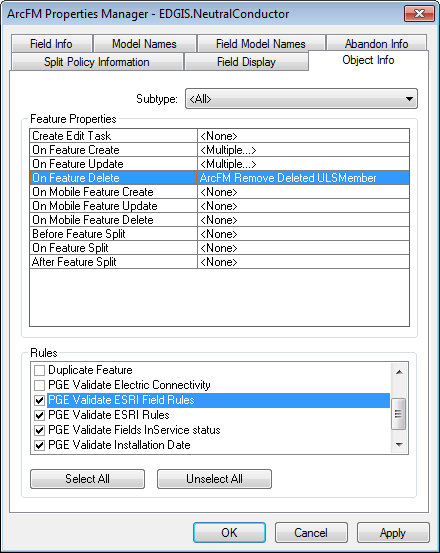 ArcFM Properties Manager - EDGIS.NeutralConductor
Field Info
Model Names
Field Model Names
Abandon Info
Split Policy Information
Field Display
Object Info
Subtype: <All>
Feature Properties
Create Edit Task <None>
On Feature Create <Multiple...>
On Feature Update <Multiple...>
On Feature Delete ArcFM Remove Deleted ULSMember
On Mobile Feature Create <None>
On Mobile Feature Update <None>
On Mobile Feature Delete <None>
Before Feature Split <None>
On Feature Split <None>
After Feature Split <None>
Rules
Duplicate Feature
PGE Validate Electric Connectivity
PGE Validate ESRI Field Rules
PGE Validate ESRI Rules
PGE Validate Fields InService status
PGE Validate Installation Date
Select All
Unselect All
OK
Cancel
Apply